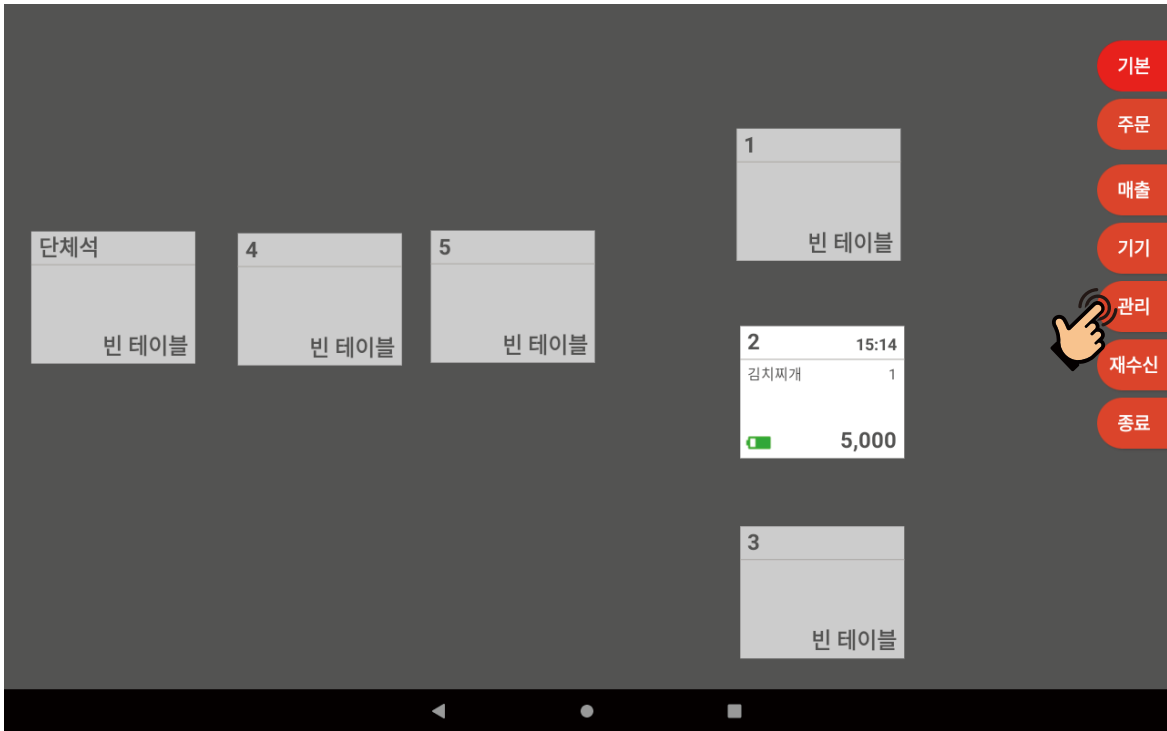 단체석
빈 테이블
4
빈 테이블
5
빈 테이블
1
빈 테이블
2 15:14
김치찌개 1
5,000
3
빈 테이블
기본
주문
매출
기기
관리
재수신
종료